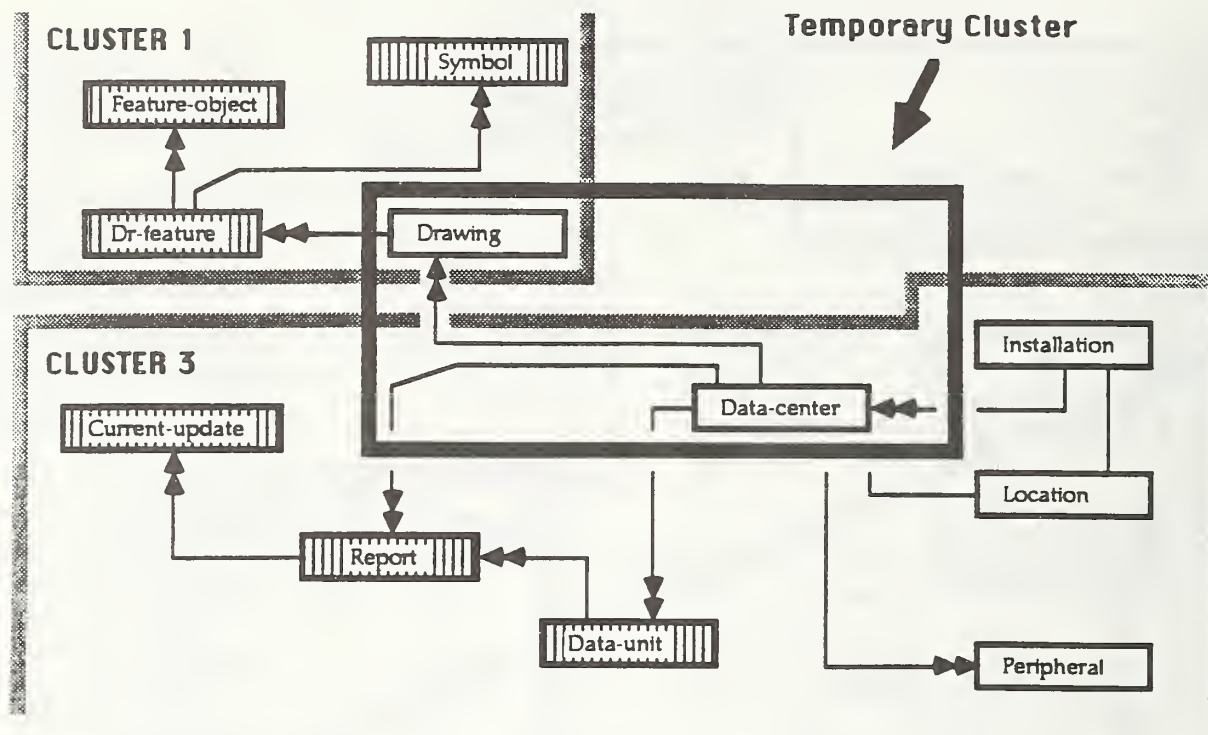 Temporary Cluster
CLUSTER 1
Symbol
Feature-object
Dr-feature
Drawing
CLUSTER 3
Installation
Data-center
Current-update
Location
Report
Data-unit
Peripheral